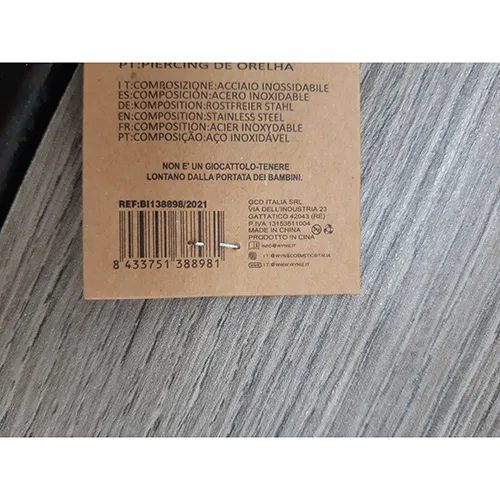 PT:PIERCING DE ORELHA
IT:COMPOSIZIONE:ACCIAIO INOSSIDABILE
ES:COMPOSICIÓN:ACERO INOXIDABLE
DE:KOMPOSITION:ROSTFREIER STAHL
EN:COMPOSITION:STAINLESS STEEL
FR:COMPOSITION:ACIER INOXYDABLE
PT:COMPOSIÇÃO:AÇO INOXIDÁVEL
NON E' UN GIOCATTOLO-TENERE
LONTANO DALLA PORTATA DEI BAMBINI.
REF:BI138898/2021
8 433751 388981
GCD ITALIA SRL
VIA DELL'INDUSTRIA 23
GATTATICO 42043 (RE)
P.IVA 13153511004
MADE IN CHINA
PRODOTTO IN CINA